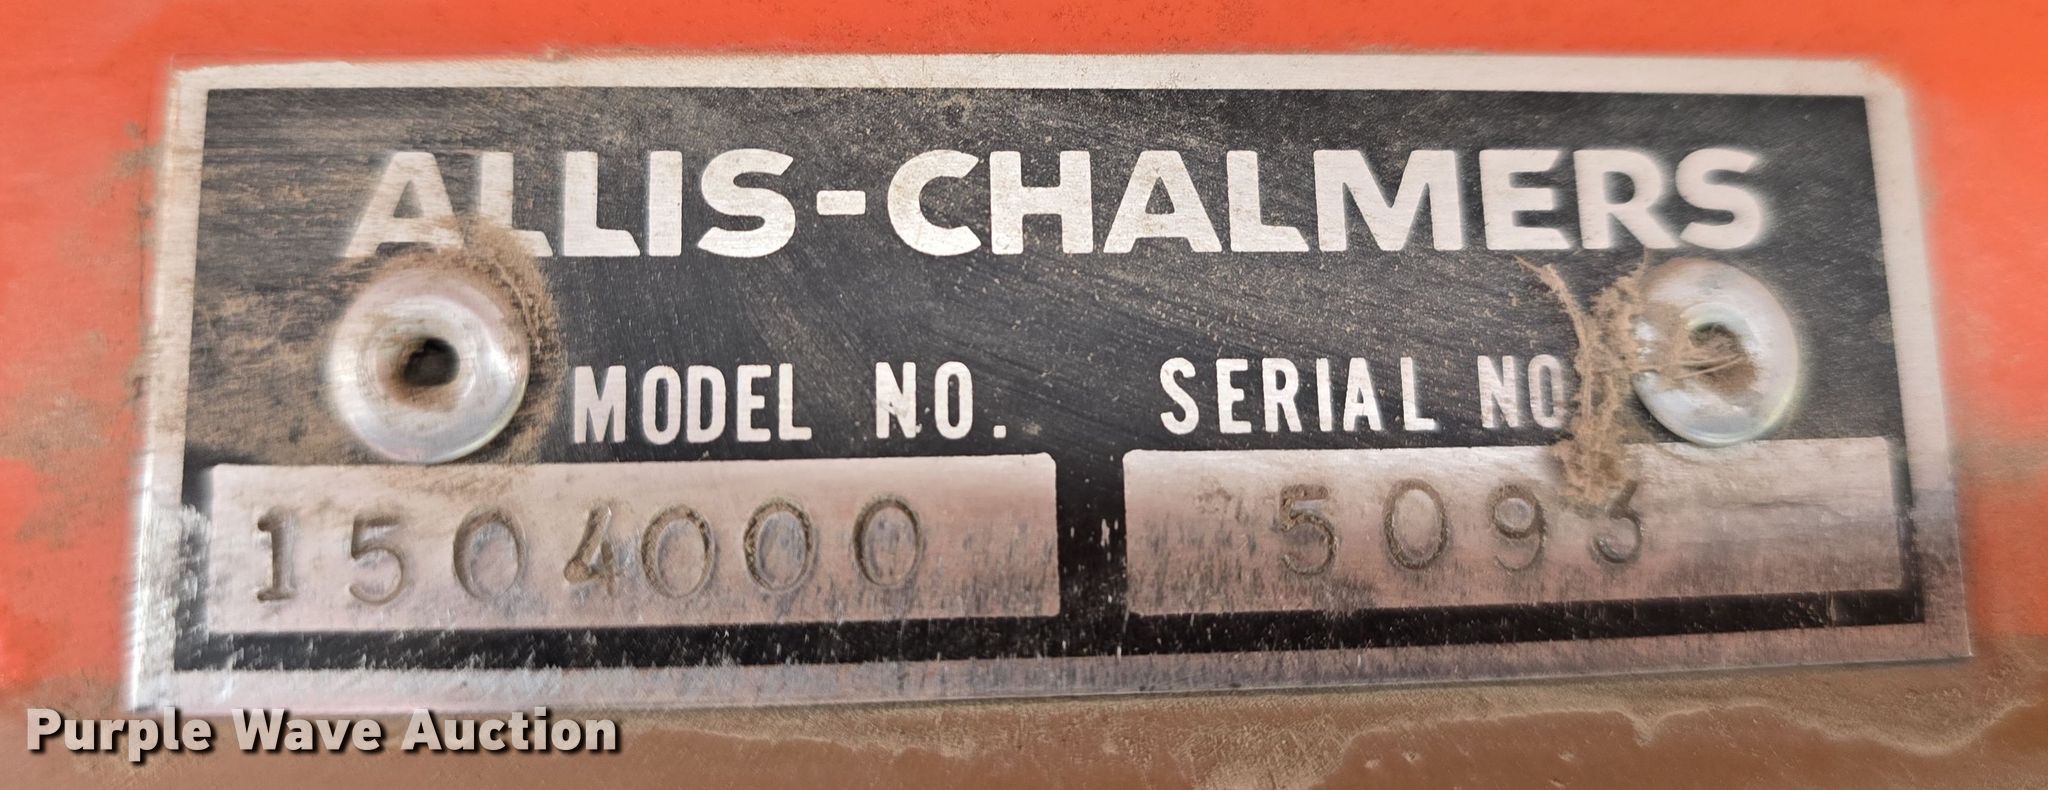 ALLIS-CHALMERS
MODEL NO. SERIAL NO
1504000 5093
Purple Wave Auction